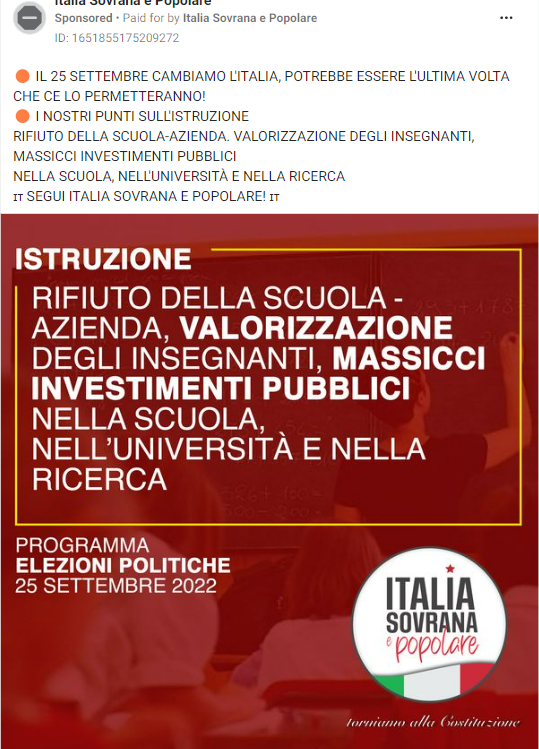 Italia Sovrana e Popolare
Sponsored • Paid for by Italia Sovrana e Popolare
ID: 1651855175209272
🟠 IL 25 SETTEMBRE CAMBIAMO L'ITALIA, POTREBBE ESSERE L'ULTIMA VOLTA
CHE CE LO PERMETTERANNO!
🟠 I NOSTRI PUNTI SULL'ISTRUZIONE
RIFIUTO DELLA SCUOLA-AZIENDA. VALORIZZAZIONE DEGLI INSEGNANTI,
MASSICCI INVESTIMENTI PUBBLICI
NELLA SCUOLA, NELL'UNIVERSITÀ E NELLA RICERCA
IT SEGUI ITALIA SOVRANA E POPOLARE! IT
ISTRUZIONE
RIFIUTO DELLA SCUOLA -
AZIENDA, VALORIZZAZIONE
DEGLI INSEGNANTI, MASSICCI
INVESTIMENTI PUBBLICI
NELLA SCUOLA,
NELL'UNIVERSITÀ E NELLA
RICERCA
PROGRAMMA
ELEZIONI POLITICHE
25 SETTEMBRE 2022
ITALIA
SOVRANA
e popolare
torniamo alla Costituzione